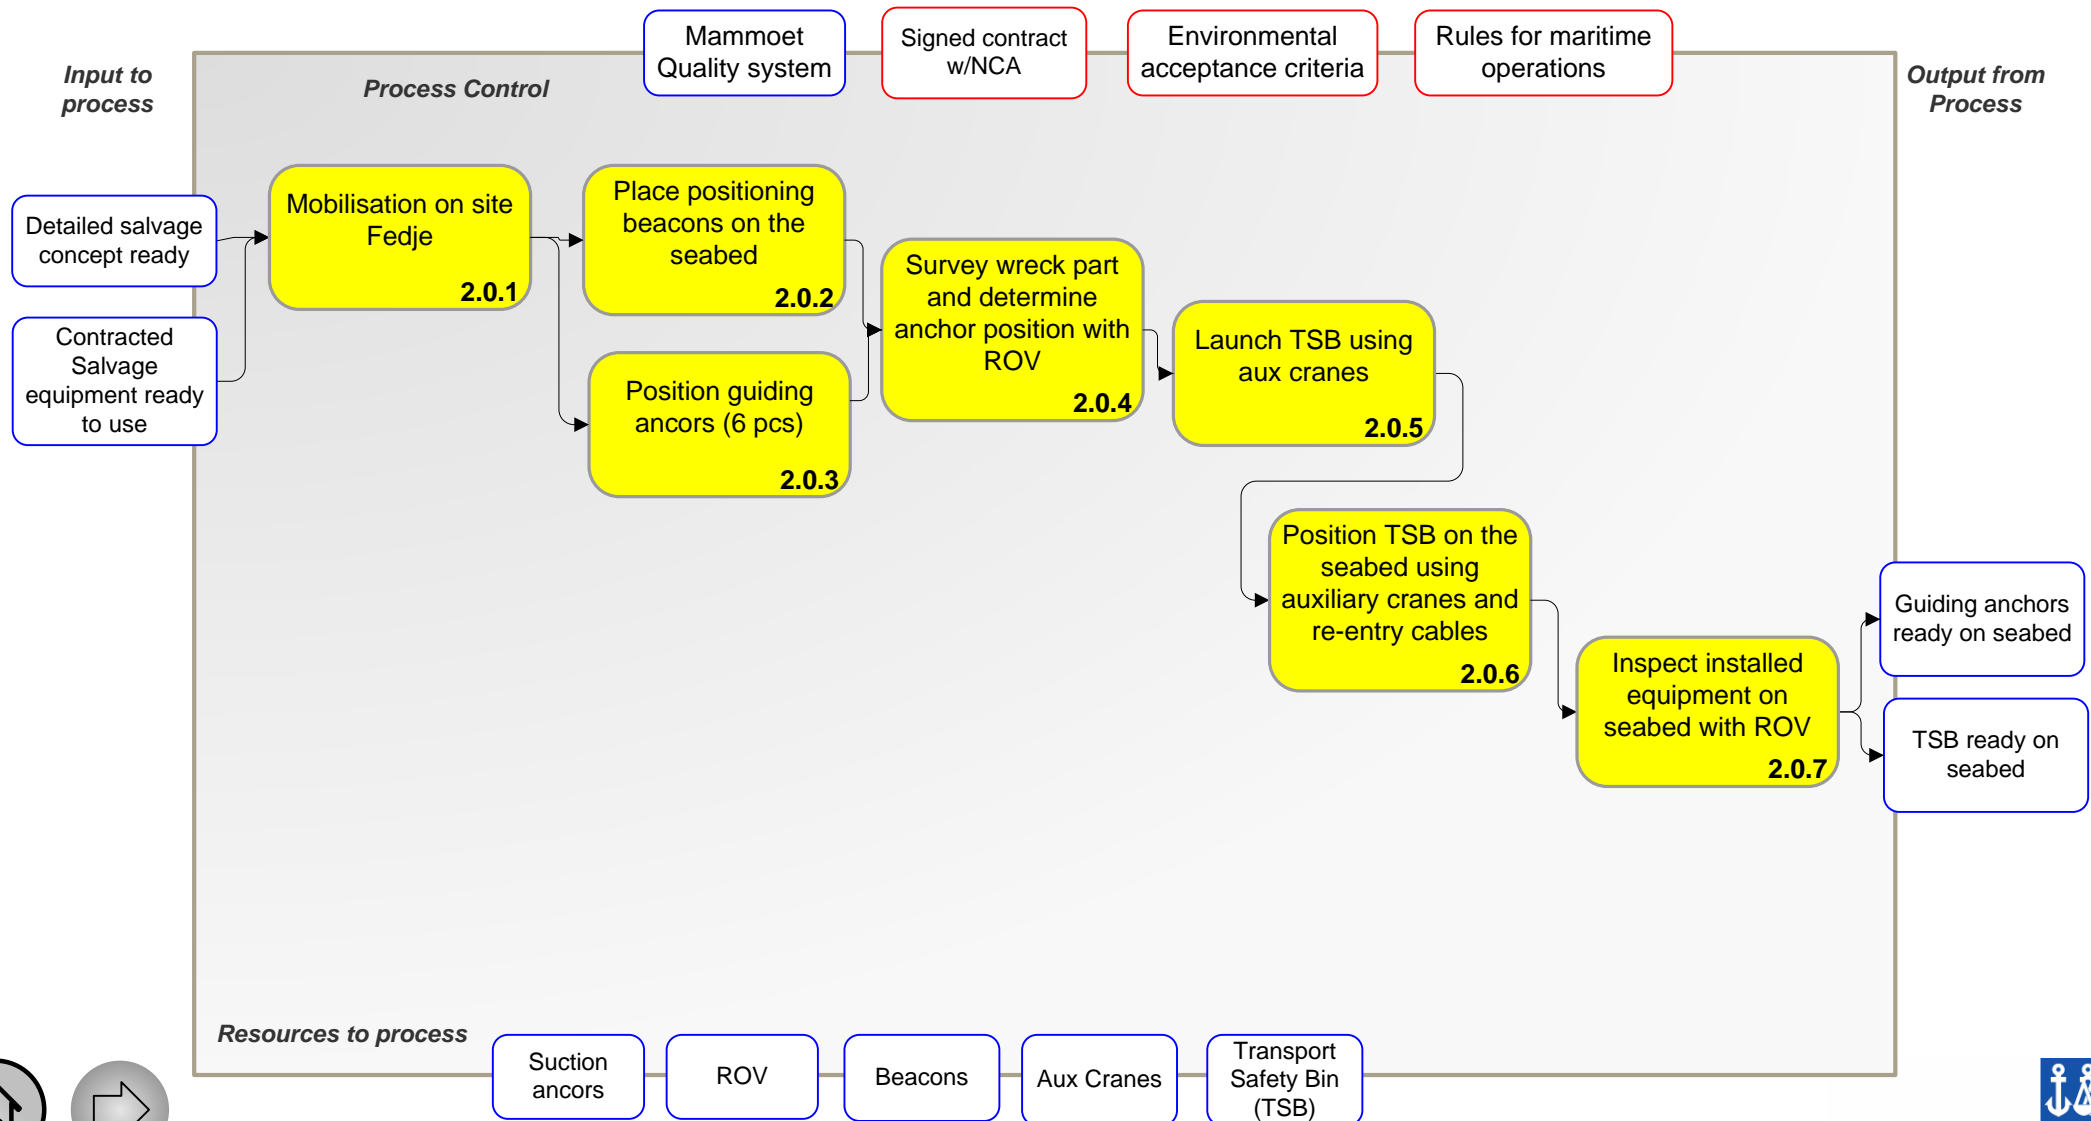 Mammoet
Quality system
Signed contract
w/NCA
Environmental
acceptance criteria
Rules for maritime
operations
Input to
process
Process Control
Output from
Process
Detailed salvage
concept ready
Contracted
Salvage
equipment ready
to use
Mobilisation on site
Fedje
2.0.1
Place positioning
beacons on the
seabed
2.0.2
Position guiding
ancors (6 pcs)
2.0.3
Survey wreck part
and determine
anchor position with
ROV
2.0.4
Launch TSB using
aux cranes
2.0.5
Position TSB on the
seabed using
auxiliary cranes and
re-entry cables
2.0.6
Inspect installed
equipment on
seabed with ROV
2.0.7
Guiding anchors
ready on seabed
TSB ready on
seabed
Resources to process
Suction
ancors
ROV
Beacons
Aux Cranes
Transport
Safety Bin
(TSB)